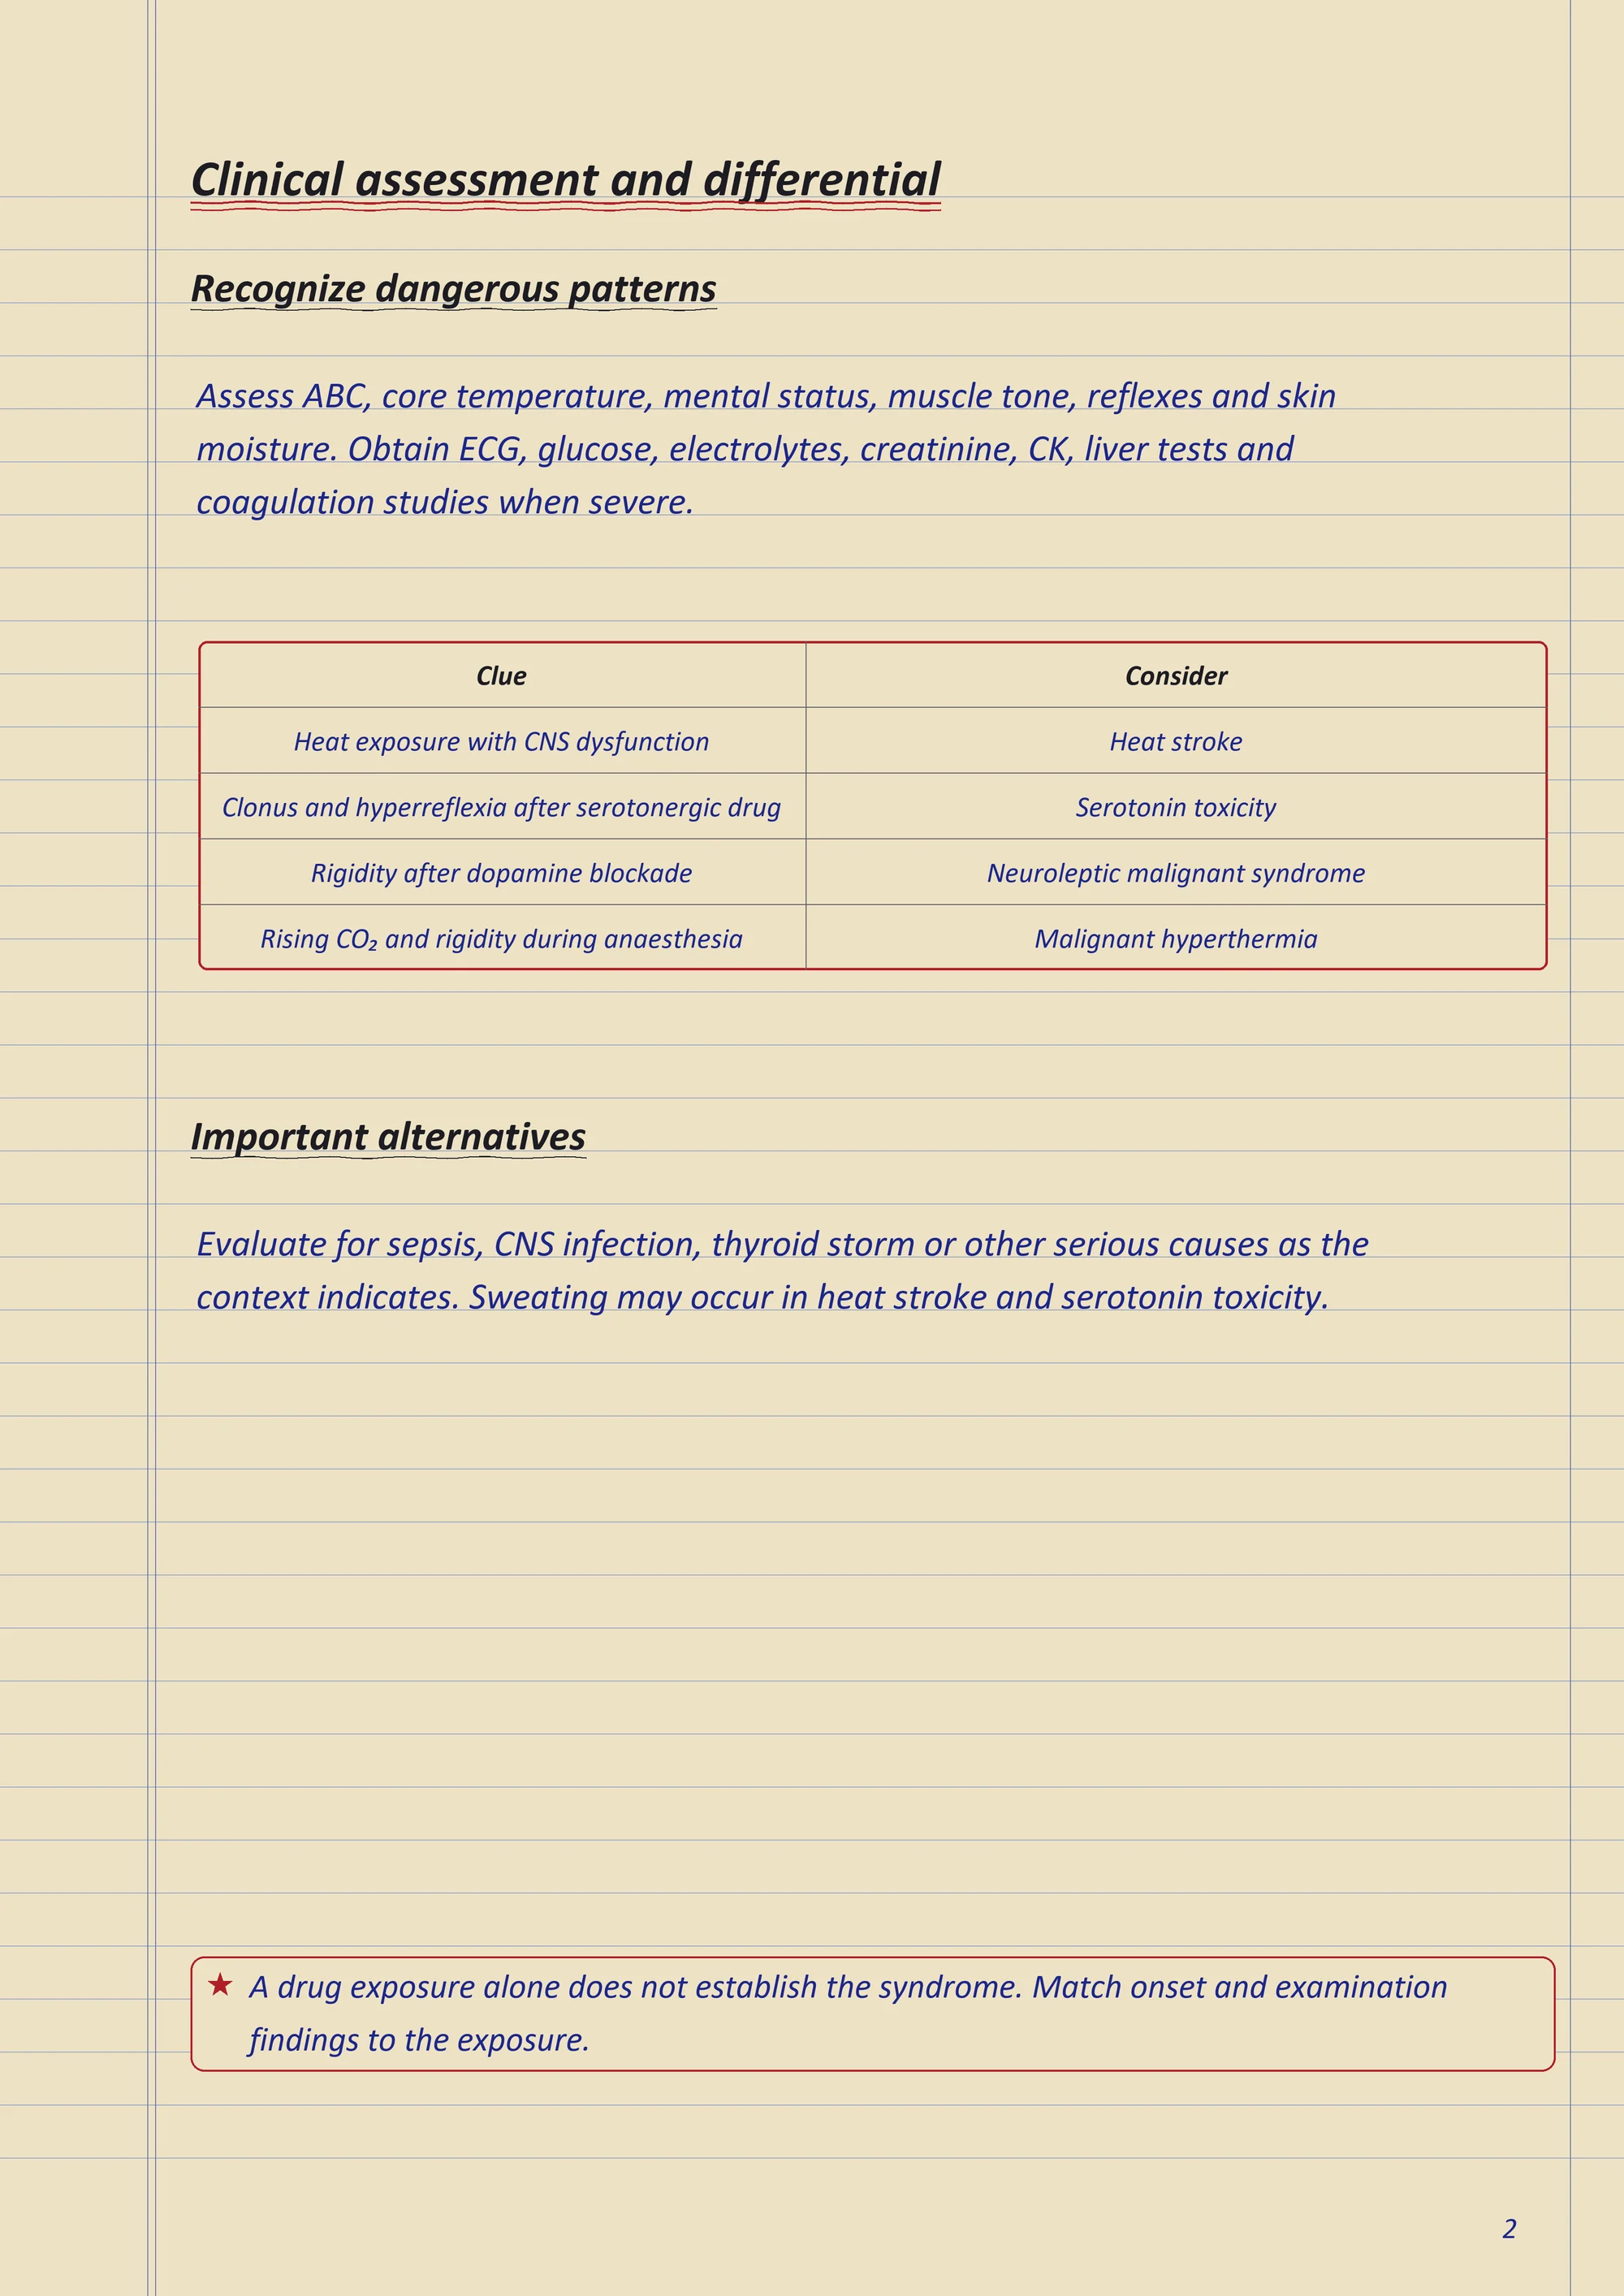 Clinical assessment and differential
Recognize dangerous patterns
Assess ABC, core temperature, mental status, muscle tone, reflexes and skin
moisture. Obtain ECG, glucose, electrolytes, creatinine, CK, liver tests and
coagulation studies when severe.
Clue Consider
Heat exposure with CNS dysfunction Heat stroke
Clonus and hyperreflexia after serotonergic drug Serotonin toxicity
Rigidity after dopamine blockade Neuroleptic malignant syndrome
Rising CO₂ and rigidity during anaesthesia Malignant hyperthermia
Important alternatives
Evaluate for sepsis, CNS infection, thyroid storm or other serious causes as the
context indicates. Sweating may occur in heat stroke and serotonin toxicity.
★ A drug exposure alone does not establish the syndrome. Match onset and examination
findings to the exposure.
2